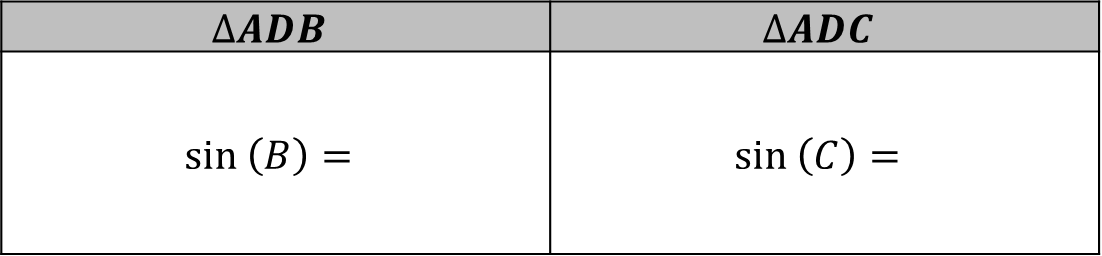 Δ𝑨𝑫𝑩 Δ𝑨𝑫𝑪
sin (𝐵) = sin (𝐶) =